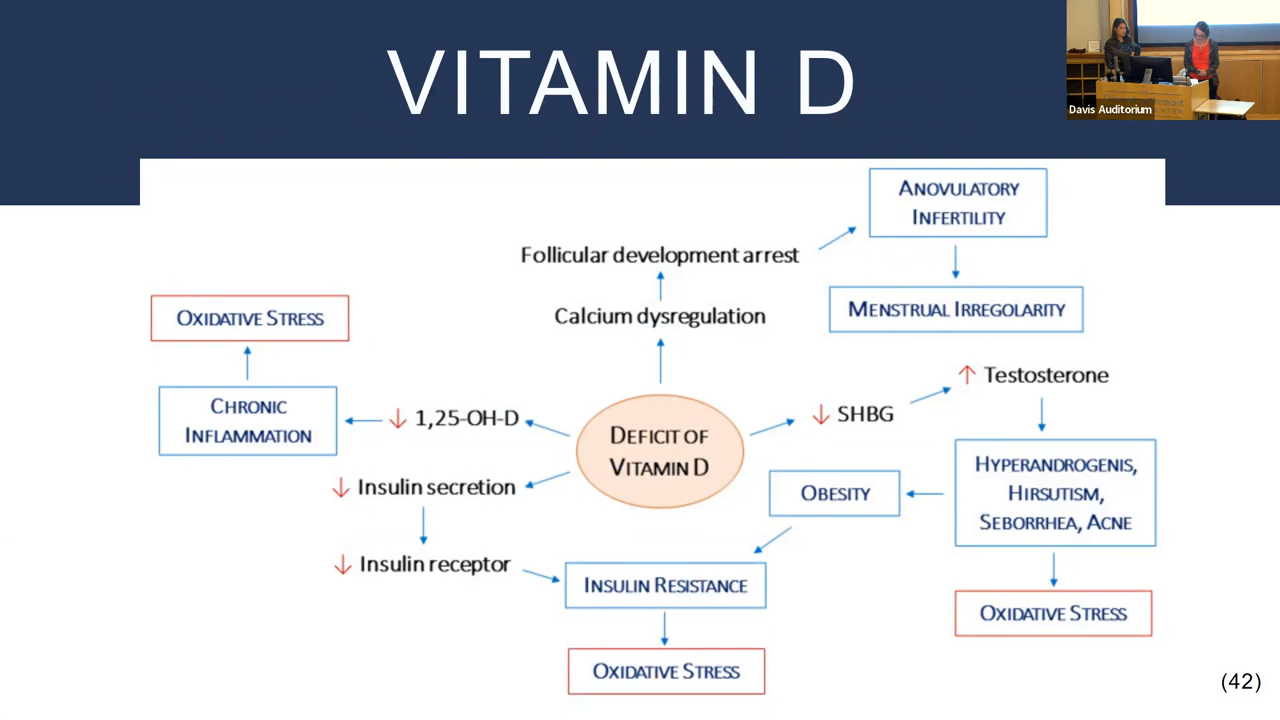 VITAMIN D
Davis Auditorium
ANOVULATORY
INFERTILITY
Follicular development arrest
MENSTRUAL IRREGOLARITY
Calcium dysregulation
OXIDATIVE STRESS
↑ Testosterone
CHRONIC
INFLAMMATION
↓ 1,25-OH-D
DEFICIT OF
VITAMIN D
↓ SHBG
HYPERANDROGENIS,
HIRSUTISM,
SEBORRHEA, ACNE
OBESITY
↓ Insulin secretion
↓ Insulin receptor
INSULIN RESISTANCE
OXIDATIVE STRESS
OXIDATIVE STRESS
(42)